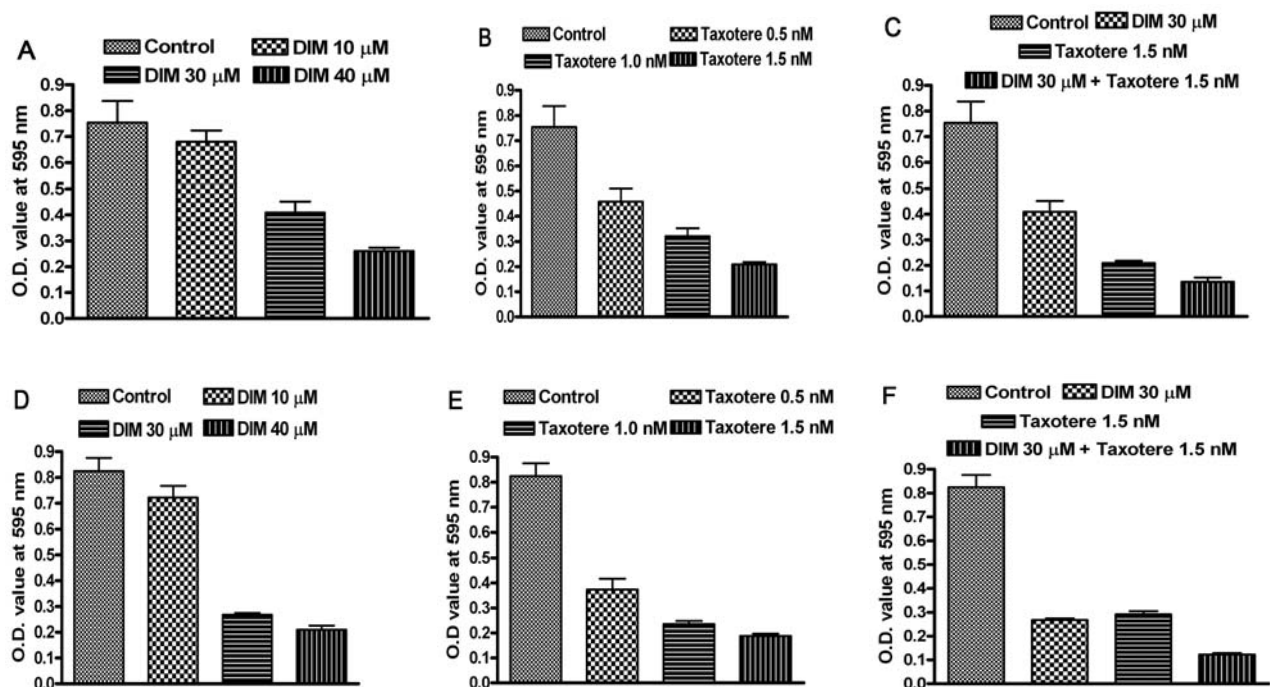 A
Control DIM 10 μM
DIM 30 μM DIM 40 μM
O.D. value at 595 nm
0.9
0.8
0.7
0.6
0.5
0.4
0.3
0.2
0.1
0.0
B
Control Taxotere 0.5 nM
Taxotere 1.0 nM Taxotere 1.5 nM
O.D. value at 595 nm
0.9
0.8
0.7
0.6
0.5
0.4
0.3
0.2
0.1
0.0
C
Control DIM 30 μM
Taxotere 1.5 nM
DIM 30 μM + Taxotere 1.5 nM
O.D. value at 595 nm
0.9
0.8
0.7
0.6
0.5
0.4
0.3
0.2
0.1
0.0
D
Control DIM 10 μM
DIM 30 μM DIM 40 μM
O.D. value at 595 nm
0.9
0.8
0.7
0.6
0.5
0.4
0.3
0.2
0.1
0.0
E
Control Taxotere 0.5 nM
Taxotere 1.0 nM Taxotere 1.5 nM
O.D value at 595 nm
0.9
0.8
0.7
0.6
0.5
0.4
0.3
0.2
0.1
0.0
F
Control DIM 30 μM
Taxotere 1.5 nM
DIM 30 μM + Taxotere 1.5 nM
O.D. value at 595 nm
0.9
0.8
0.7
0.6
0.5
0.4
0.3
0.2
0.1
0.0